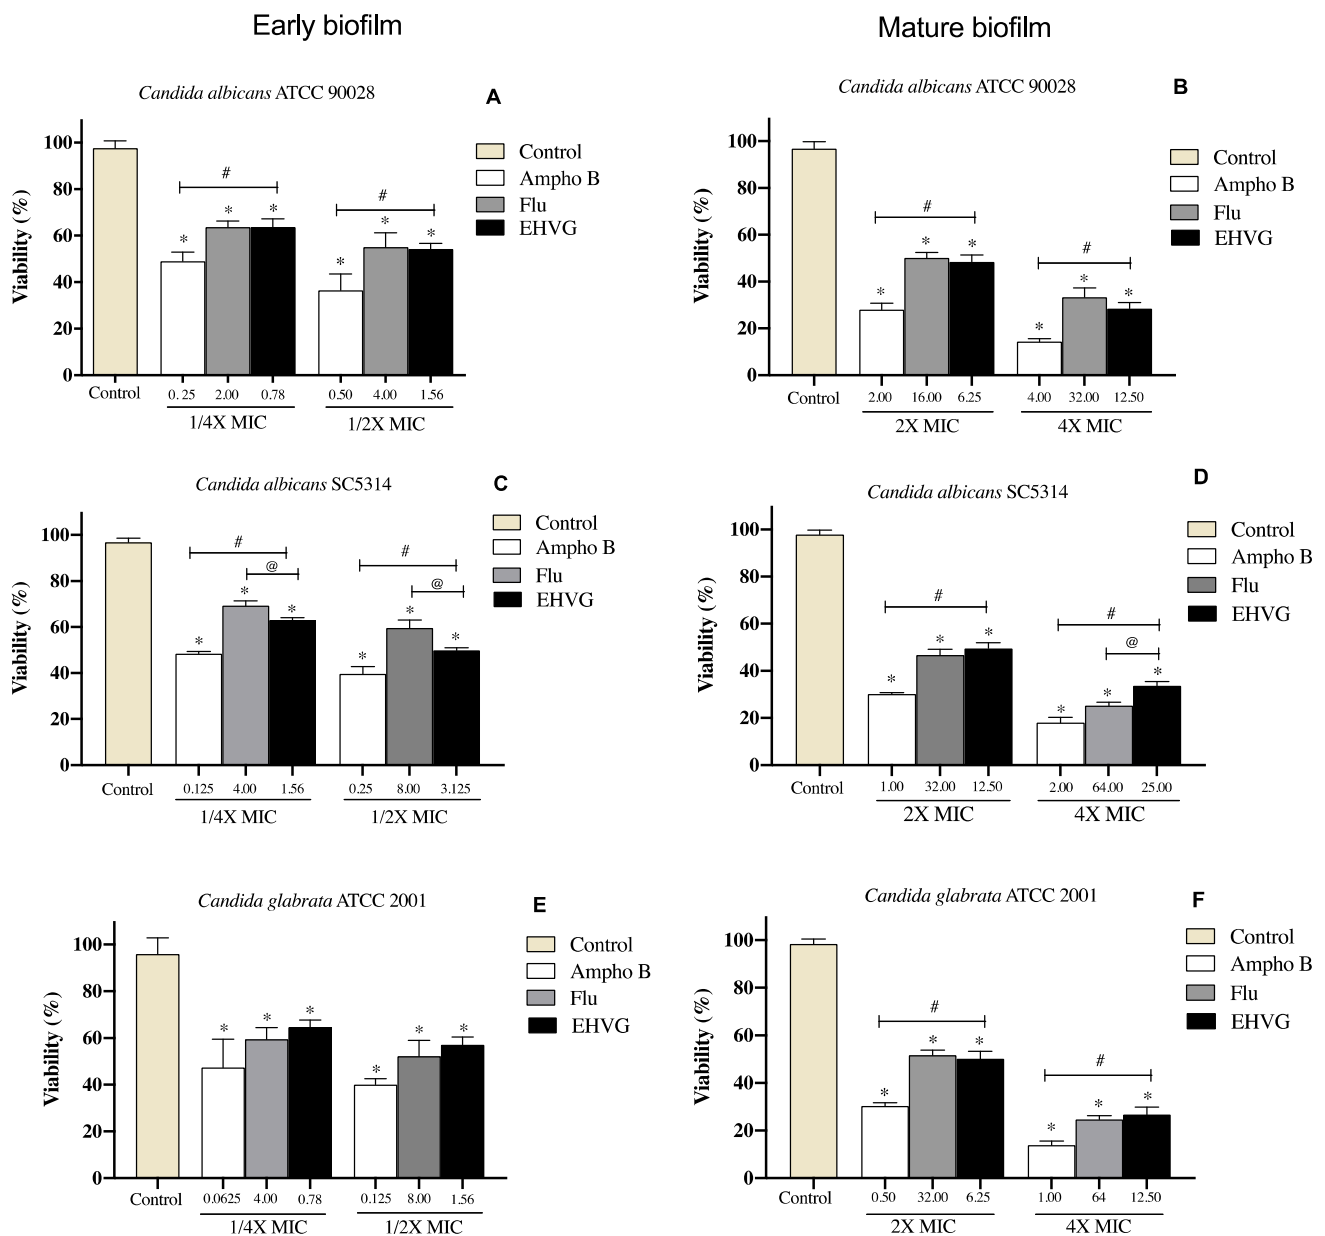 Early biofilm
Mature biofilm
Candida albicans ATCC 90028
A
Viability (%)
100
80
60
40
20
0
#
#
*
*
*
*
*
*
Control
Ampho B
Flu
EHVG
Control
0.25 2.00 0.78
0.50 4.00 1.56
1/4X MIC
1/2X MIC
Candida albicans ATCC 90028
B
Viability (%)
100
80
60
40
20
0
#
#
*
*
*
*
*
*
Control
Ampho B
Flu
EHVG
Control
2.00 16.00 6.25
4.00 32.00 12.50
2X MIC
4X MIC
Candida albicans SC5314
C
Viability (%)
100
80
60
40
20
0
#
@
#
@
*
*
*
*
*
*
Control
Ampho B
Flu
EHVG
Control
0.125 4.00 1.56
0.25 8.00 3.125
1/4X MIC
1/2X MIC
Candida albicans SC5314
D
Viability (%)
100
80
60
40
20
0
#
#
@
*
*
*
*
*
*
Control
Ampho B
Flu
EHVG
Control
1.00 32.00 12.50
2.00 64.00 25.00
2X MIC
4X MIC
Candida glabrata ATCC 2001
E
Viability (%)
100
80
60
40
20
0
*
*
*
*
*
*
Control
Ampho B
Flu
EHVG
Control
0.0625 4.00 0.78
0.125 8.00 1.56
1/4X MIC
1/2X MIC
Candida glabrata ATCC 2001
F
Viability (%)
100
80
60
40
20
0
#
#
*
*
*
*
*
*
Control
Ampho B
Flu
EHVG
Control
0.50 32.00 6.25
1.00 64 12.50
2X MIC
4X MIC